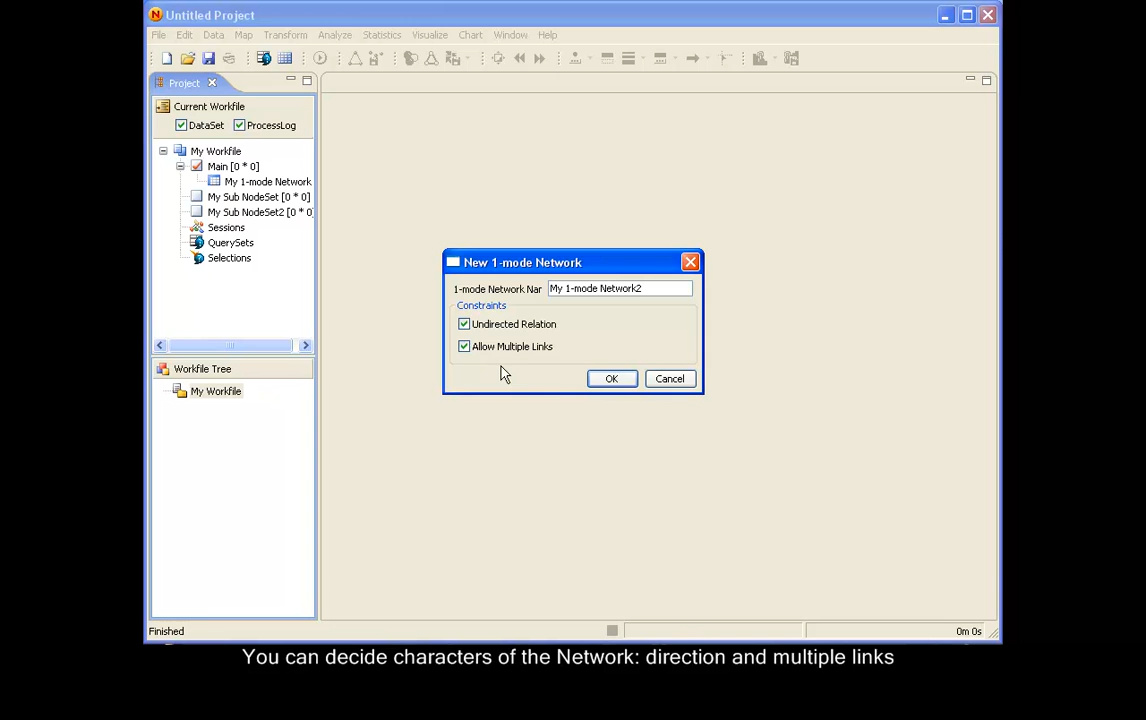 Untitled Project
File Edit Data Map Transform Analyze Statistics Visualize Chart Window Help
Project
Current Workfile
DataSet ProcessLog
My Workfile
Main [0 * 0]
My 1-mode Network
My Sub NodeSet [0 * 0]
My Sub NodeSet2 [0 * 0]
Sessions
QuerySets
Selections
Workfile Tree
My Workfile
New 1-mode Network
1-mode Network Nar My 1-mode Network2
Constraints
Undirected Relation
Allow Multiple Links
OK Cancel
Finished 0m 0s
You can decide characters of the Network: direction and multiple links